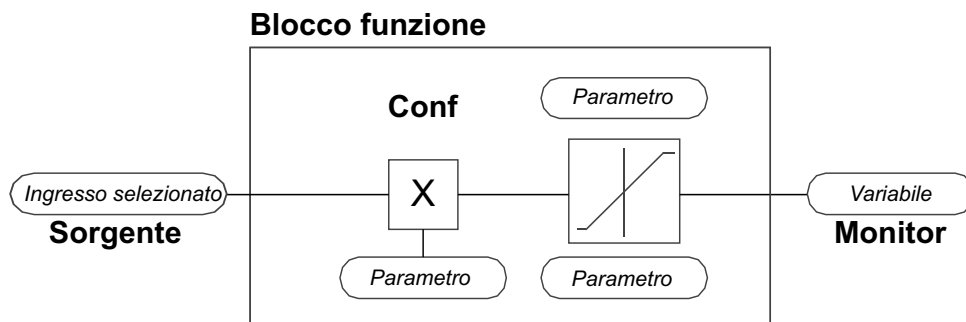 Blocco funzione
Conf
Parametro
Ingresso selezionato
X
Variabile
Sorgente
Monitor
Parametro
Parametro